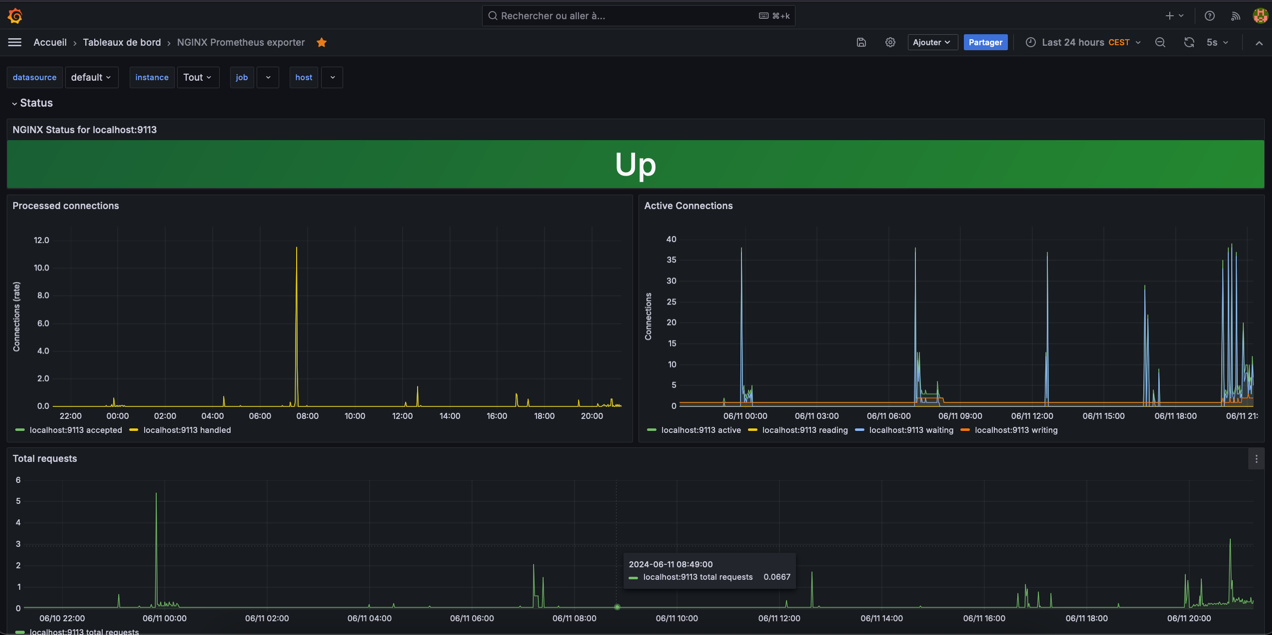 Rechercher ou aller à... ⌘+k
Accueil › Tableaux de bord › NGINX Prometheus exporter
Ajouter Partager Last 24 hours CEST 5s
datasource default instance Tout job host
Status
NGINX Status for localhost:9113
Up
Processed connections
Connections (rate)
12.0
10.0
8.0
6.0
4.0
2.0
0.0
22:00 00:00 02:00 04:00 06:00 08:00 10:00 12:00 14:00 16:00 18:00 20:00
localhost:9113 accepted localhost:9113 handled
Active Connections
Connections
40
35
30
25
20
15
10
5
0
06/11 00:00 06/11 03:00 06/11 06:00 06/11 09:00 06/11 12:00 06/11 15:00 06/11 18:00 06/11 21:
localhost:9113 active localhost:9113 reading localhost:9113 waiting localhost:9113 writing
Total requests
6
5
4
3
2
1
0
2024-06-11 08:49:00
localhost:9113 total requests 0.0667
06/10 22:00 06/11 00:00 06/11 02:00 06/11 04:00 06/11 06:00 06/11 08:00 06/11 10:00 06/11 12:00 06/11 14:00 06/11 16:00 06/11 18:00 06/11 20:00
localhost:9113 total requests